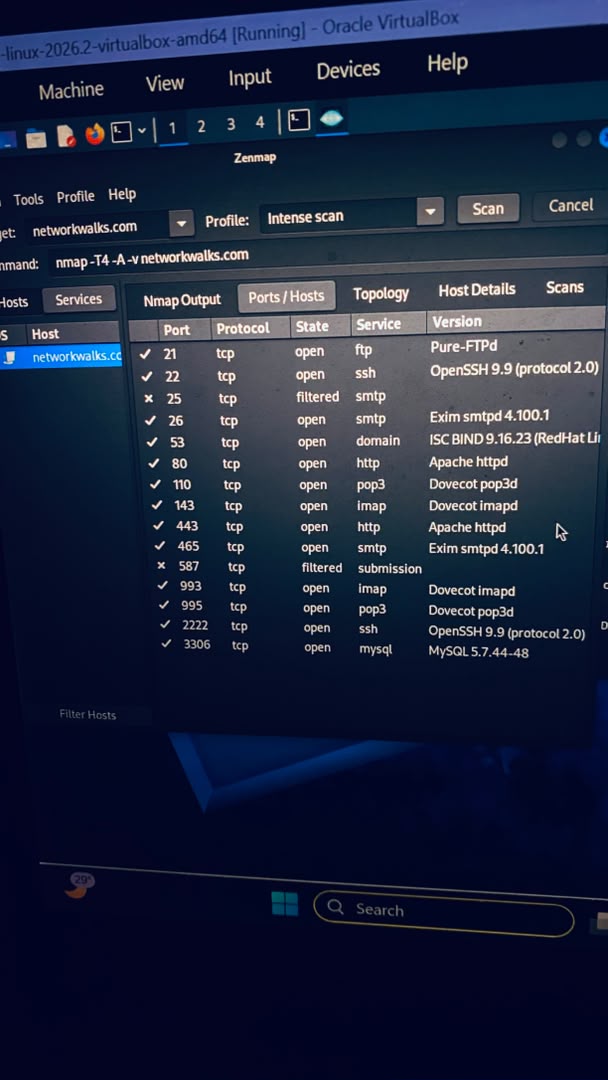 -linux-2026.2-virtualbox-amd64 [Running] - Oracle VirtualBox
Machine View Input Devices Help
1 2 3 4
Zenmap
Tools Profile Help
get: networkwalks.com Profile: Intense scan Scan Cancel
mmand: nmap -T4 -A -v networkwalks.com
Hosts Services Nmap Output Ports / Hosts Topology Host Details Scans
OS Host Port Protocol State Service Version
networkwalks.co
21 tcp open ftp Pure-FTPd
22 tcp open ssh OpenSSH 9.9 (protocol 2.0)
25 tcp filtered smtp
26 tcp open smtp Exim smtpd 4.100.1
53 tcp open domain ISC BIND 9.16.23 (RedHat Li
80 tcp open http Apache httpd
110 tcp open pop3 Dovecot pop3d
143 tcp open imap Dovecot imapd
443 tcp open http Apache httpd
465 tcp open smtp Exim smtpd 4.100.1
587 tcp filtered submission
993 tcp open imap Dovecot imapd
995 tcp open pop3 Dovecot pop3d
2222 tcp open ssh OpenSSH 9.9 (protocol 2.0)
3306 tcp open mysql MySQL 5.7.44-48
Filter Hosts
29°
Search